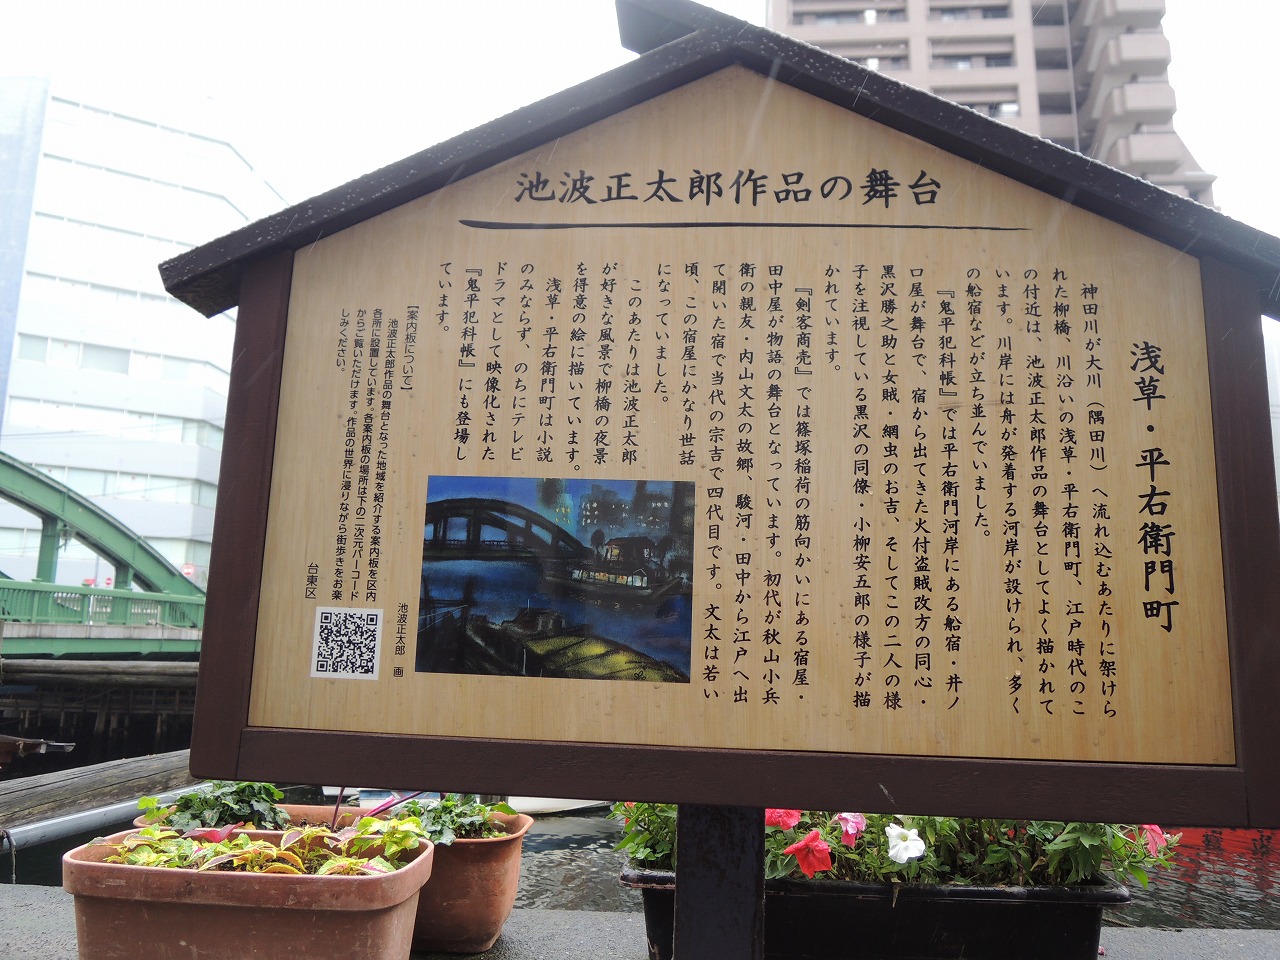 池波正太郎作品の舞台
浅草・平右衛門町
神田川が大川（隅田川）へ流れ込むあたりに架けら
れた柳橋、川沿いの浅草・平右衛門町、江戸時代のこ
の付近は、池波正太郎作品の舞台としてよく描かれて
います。川岸には舟が発着する河岸が設けられ、多く
の船宿などが立ち並んでいました。
『鬼平犯科帳』では平右衛門河岸にある船宿・井ノ
口屋が舞台で、宿から出てきた火付盗賊改方の同心・
黒沢勝之助と女賊・網虫のお吉、そしてこの二人の様
子を注視している黒沢の同僚・小柳安五郎の様子が描
かれています。
『剣客商売』では篠塚稲荷の筋向かいにある宿屋・
田中屋が物語の舞台となっています。初代が秋山小兵
衛の親友・内山文太の故郷、駿河・田中から江戸へ出
て開いた宿で当代の宗吉で四代目です。文太は若い
頃、この宿屋にかなり世話
になっていました。
このあたりは池波正太郎
が好きな風景で柳橋の夜景
を得意の絵に描いています。
浅草・平右衛門町は小説
のみならず、のちにテレビ
ドラマとして映像化された
『鬼平犯科帳』にも登場し
ています。
池波正太郎 画
【案内板について】
池波正太郎作品の舞台となった地域を紹介する案内板を区内
各所に設置しています。各案内板の場所は下の二次元バーコード
からご覧いただけます。作品の世界に浸りながら街歩きをお楽
しみください。
台東区